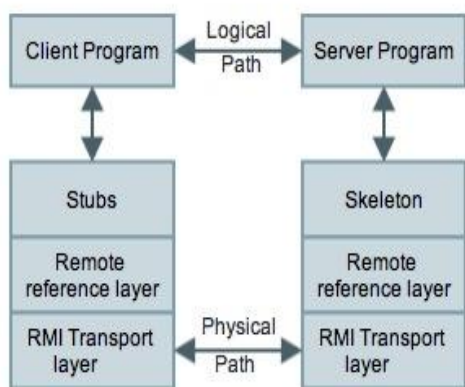 Client Program
Logical
Path
Server Program
Stubs
Skeleton
Remote
reference layer
Remote
reference layer
RMI Transport
layer
Physical
Path
RMI Transport
layer